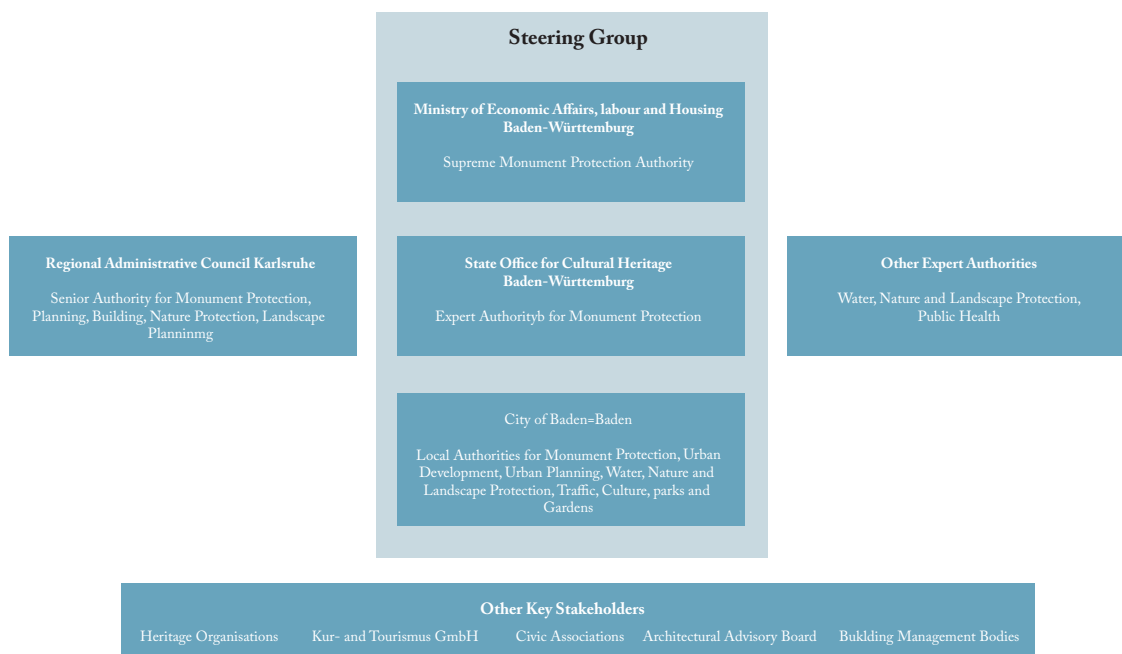 Steering Group
Ministry of Economic Affairs, labour and Housing
Baden-Württemburg
Supreme Monument Protection Authority
Regional Administrative Council Karlsruhe
Senior Authority for Monument Protection,
Planning, Building, Nature Protection, Landscape
Planninmg
State Office for Cultural Heritage
Baden-Württemburg
Expert Authorityb for Monument Protection
Other Expert Authorities
Water, Nature and Landscape Protection,
Public Health
City of Baden=Baden
Local Authorities for Monument Protection, Urban
Development, Urban Planning, Water, Nature and
Landscape Protection, Traffic, Culture, parks and
Gardens
Other Key Stakeholders
Heritage Organisations Kur- and Tourismus GmbH Civic Associations Architectural Advisory Board Buklding Management Bodies